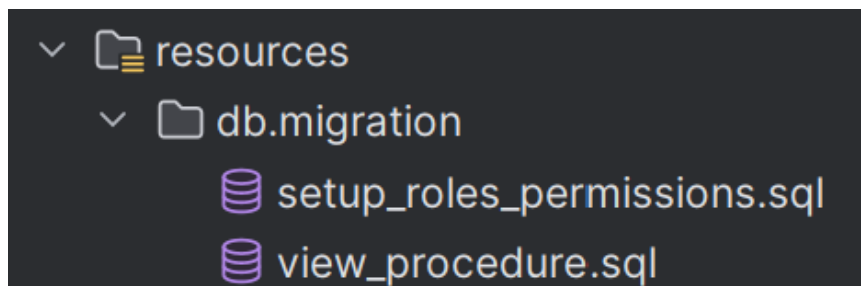 resources
db.migration
setup_roles_permissions.sql
view_procedure.sql